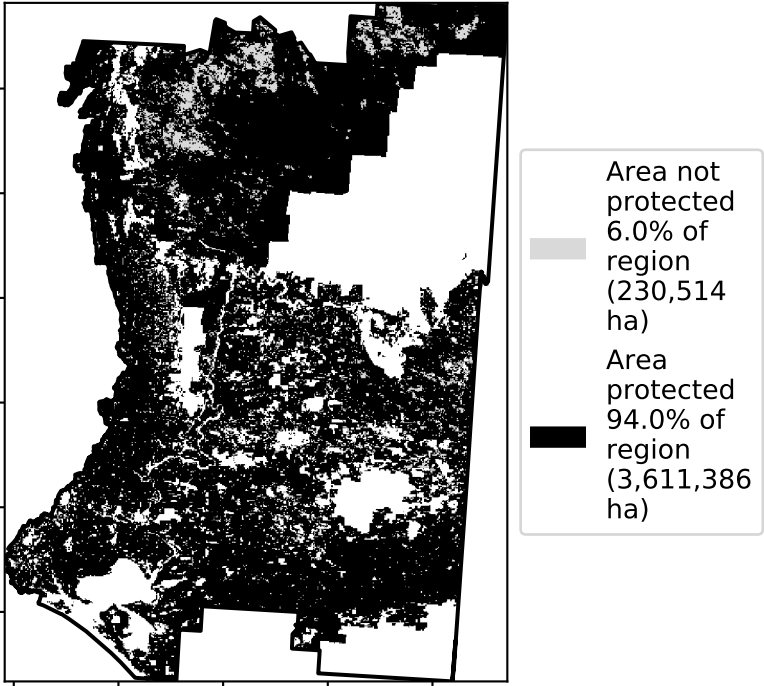 Area not
protected
6.0% of
region
(230,514
ha)
Area
protected
94.0% of
region
(3,611,386
ha)